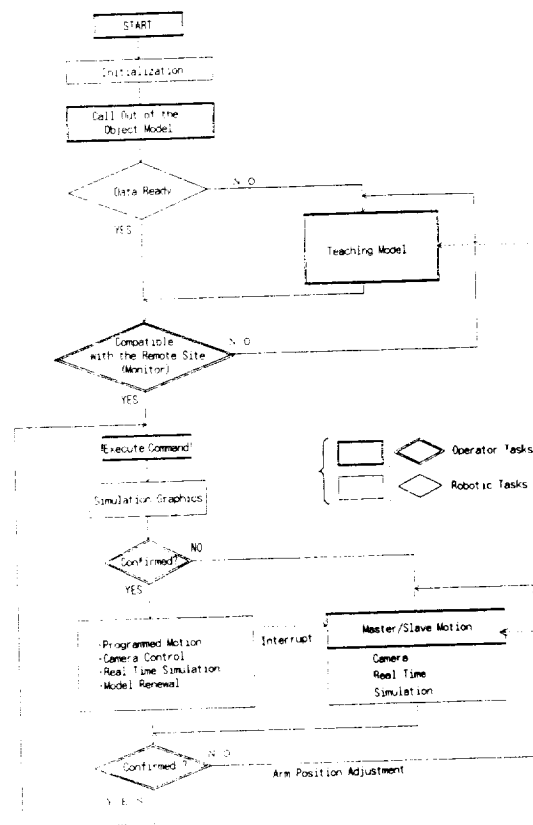 START
Initialization
Call Out of the
Object Model
Data Ready
N O
YES
Teaching Model
Compatible
with the Remote Site
(Monitor)
N O
YES
"Execute Command"
Operator Tasks
Simulation Graphics
Robotic Tasks
Confirmed?
NO
YES
·Programmed Motion
·Camera Control
·Real Time Simulation
·Model Renewal
Interrupt
Master/Slave Motion
Camera
Real Time
Simulation
Confirmed ?
N O
Arm Position Adjustment
Y E S